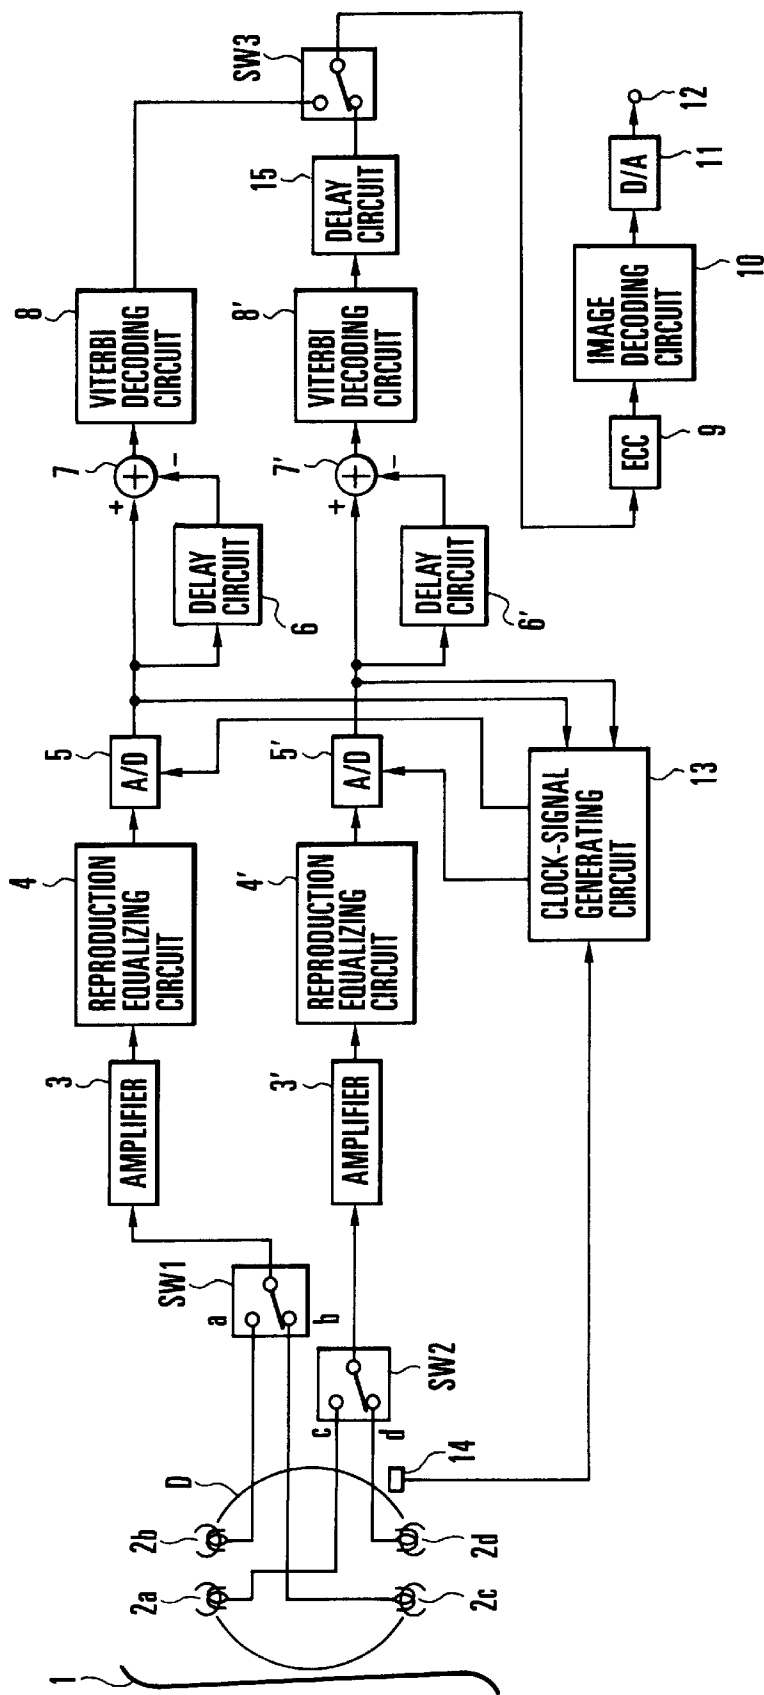 1
2a
2b
2c
2d
D
14
a
b
SW1
c
d
SW2
3
AMPLIFIER
4
REPRODUCTION
EQUALIZING
CIRCUIT
5
A/D
6
DELAY
CIRCUIT
7
+
+
−
8
VITERBI
DECODING
CIRCUIT
3'
AMPLIFIER
4'
REPRODUCTION
EQUALIZING
CIRCUIT
5'
A/D
6'
DELAY
CIRCUIT
7'
+
+
−
8'
VITERBI
DECODING
CIRCUIT
15
DELAY
CIRCUIT
SW3
CLOCK-SIGNAL
GENERATING
CIRCUIT
13
ECC
9
IMAGE
DECODING
CIRCUIT
10
D/A
11
12